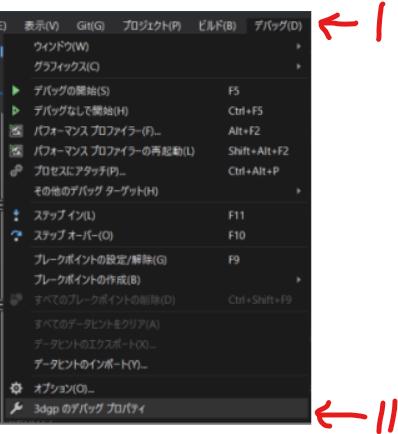 E) 表示(V) Git(G) プロジェクト(P) ビルド(B) デバッグ(D) ← I
ウィンドウ(W)
グラフィックス(C)
デバッグの開始(S) F5
デバッグなしで開始(H) Ctrl+F5
パフォーマンス プロファイラー(F)... Alt+F2
パフォーマンス プロファイラーの再起動(L) Shift+Alt+F2
プロセスにアタッチ(P)... Ctrl+Alt+P
その他のデバッグ ターゲット(H)
ステップ イン(L) F11
ステップ オーバー(O) F10
ブレークポイントの設定/解除(G) F9
ブレークポイントの作成(B)
すべてのブレークポイントの削除(D) Ctrl+Shift+F9
すべてのデータヒントをクリア(A)
データヒントのエクスポート(X)...
データヒントのインポート(Y)...
オプション(O)...
3dgp のデバッグ プロパティ ← II